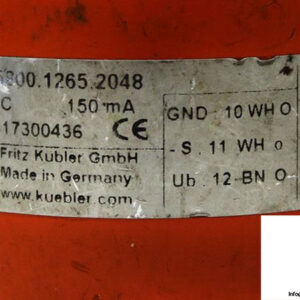 5800.1265.2048
C 150 mA
17300436 CE
Fritz Kubler GmbH
Made in Germany
www.kuebler.com
GND : 10 WH O
- S . 11 WH o
Ub : 12-BN O